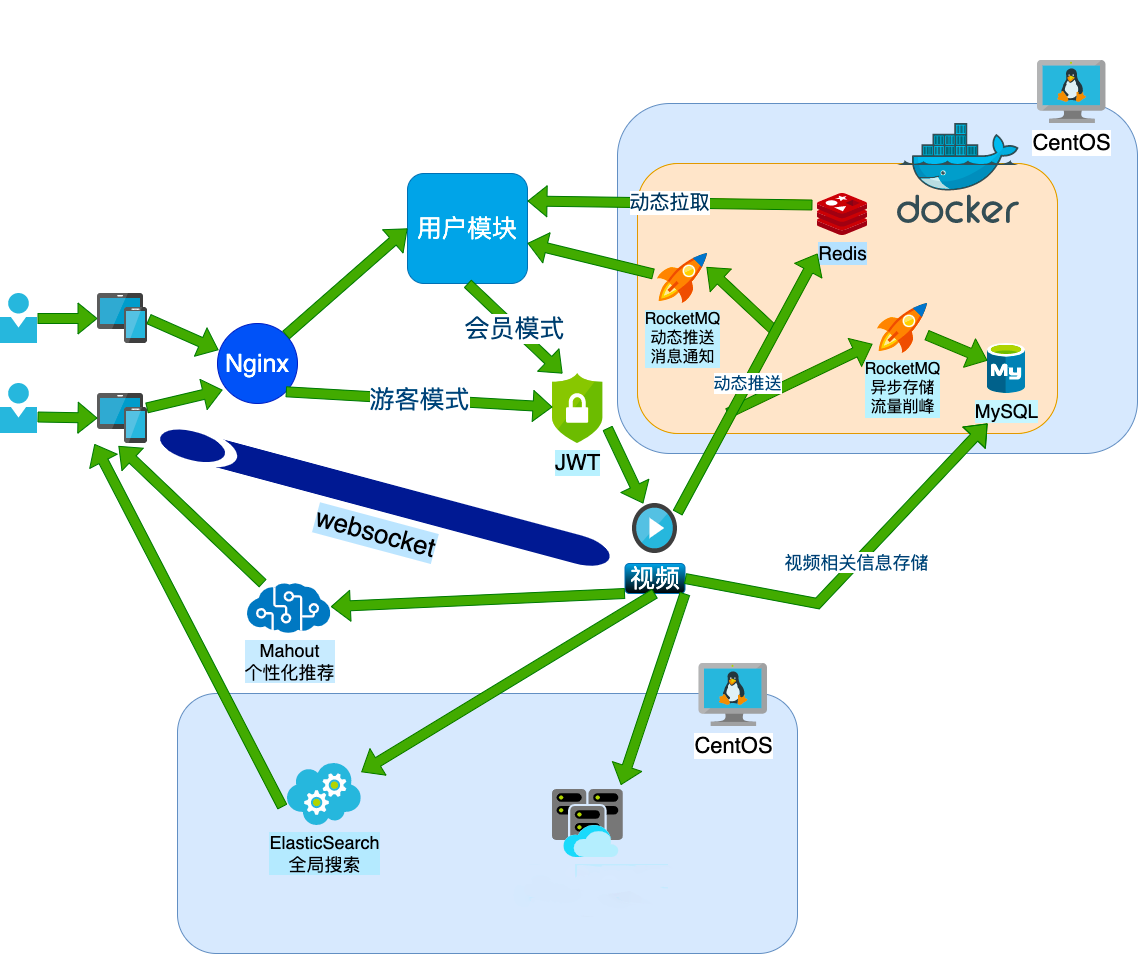 CentOS
docker
用户模块
动态拉取
Redis
RocketMQ
动态推送
消息通知
会员模式
Nginx
RocketMQ
异步存储
流量削峰
My
MySQL
动态推送
游客模式
JWT
websocket
视频
视频相关信息存储
Mahout
个性化推荐
CentOS
ElasticSearch
全局搜索